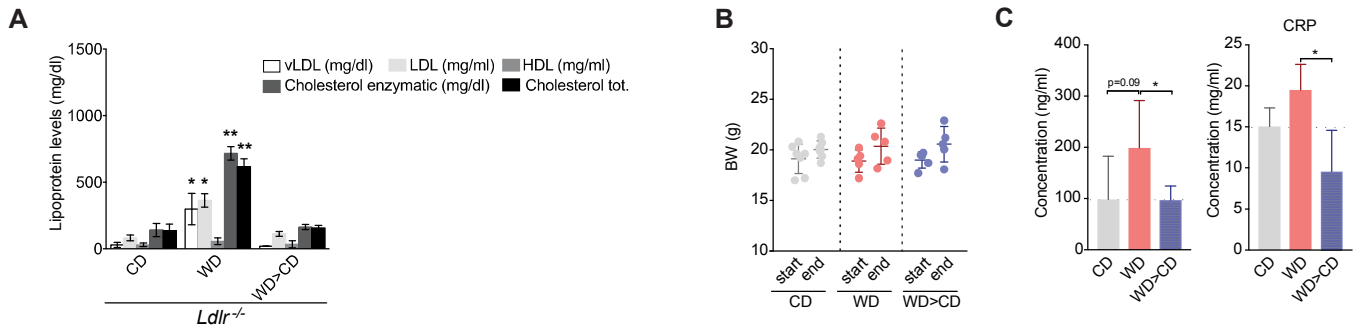 A
Lipoprotein levels (mg/dl)
1500
1000
500
0
vLDL (mg/dl) LDL (mg/ml) HDL (mg/ml)
Cholesterol enzymatic (mg/dl) Cholesterol tot.
* * ** **
CD WD WD>CD
Ldlr-/-
B
BW (g)
30
25
20
15
10
start end start end start end
CD WD WD>CD
C
Concentration (ng/ml)
400
300
200
100
0
p=0.09 *
CD WD WD>CD
CRP
Concentration (mg/ml)
25
20
15
10
5
0
*
CD WD WD>CD